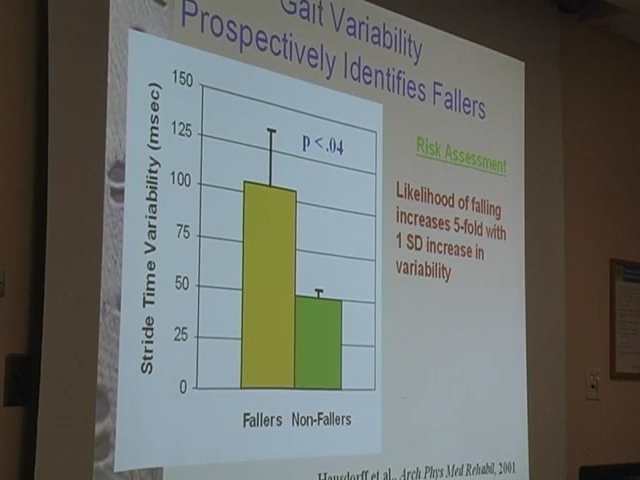 Gait Variability
Prospectively Identifies Fallers
150
125
100
75
50
25
0
Stride Time Variability (msec)
p < .04
Fallers Non-Fallers
Risk Assessment
Likelihood of falling
increases 5-fold with
1 SD increase in
variability
Hausdorff et al., Arch Phys Med Rehabil, 2001